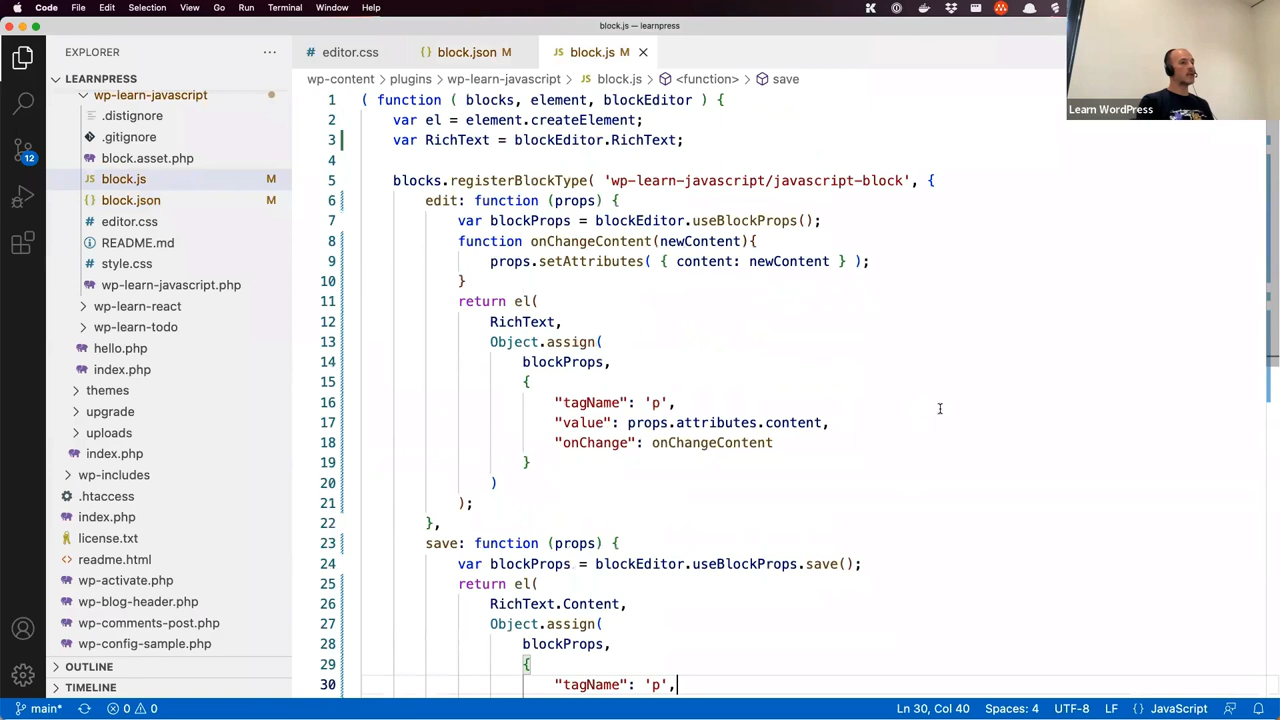 Code File Edit Selection View Go Run Terminal Window Help
block.js — learnpress
EXPLORER
LEARNPRESS
wp-learn-javascript
.distignore
.gitignore
block.asset.php
block.js M
block.json M
editor.css
README.md
style.css
wp-learn-javascript.php
wp-learn-react
wp-learn-todo
hello.php
index.php
themes
upgrade
uploads
index.php
wp-includes
.htaccess
index.php
license.txt
readme.html
wp-activate.php
wp-blog-header.php
wp-comments-post.php
wp-config-sample.php
OUTLINE
TIMELINE
12
editor.css {} block.json M JS block.js M
wp-content > plugins > wp-learn-javascript > JS block.js > <function> > save
1 ( function ( blocks, element, blockEditor ) {
2 var el = element.createElement;
3 var RichText = blockEditor.RichText;
4
5 blocks.registerBlockType( 'wp-learn-javascript/javascript-block', {
6 edit: function (props) {
7 var blockProps = blockEditor.useBlockProps();
8 function onChangeContent(newContent){
9 props.setAttributes( { content: newContent } );
10 }
11 return el(
12 RichText,
13 Object.assign(
14 blockProps,
15 {
16 "tagName": 'p',
17 "value": props.attributes.content,
18 "onChange": onChangeContent
19 }
20 )
21 );
22 },
23 save: function (props) {
24 var blockProps = blockEditor.useBlockProps.save();
25 return el(
26 RichText.Content,
27 Object.assign(
28 blockProps,
29 {
30 "tagName": 'p',
Learn WordPress
main* 0 0 Ln 30, Col 40 Spaces: 4 UTF-8 LF {} JavaScript